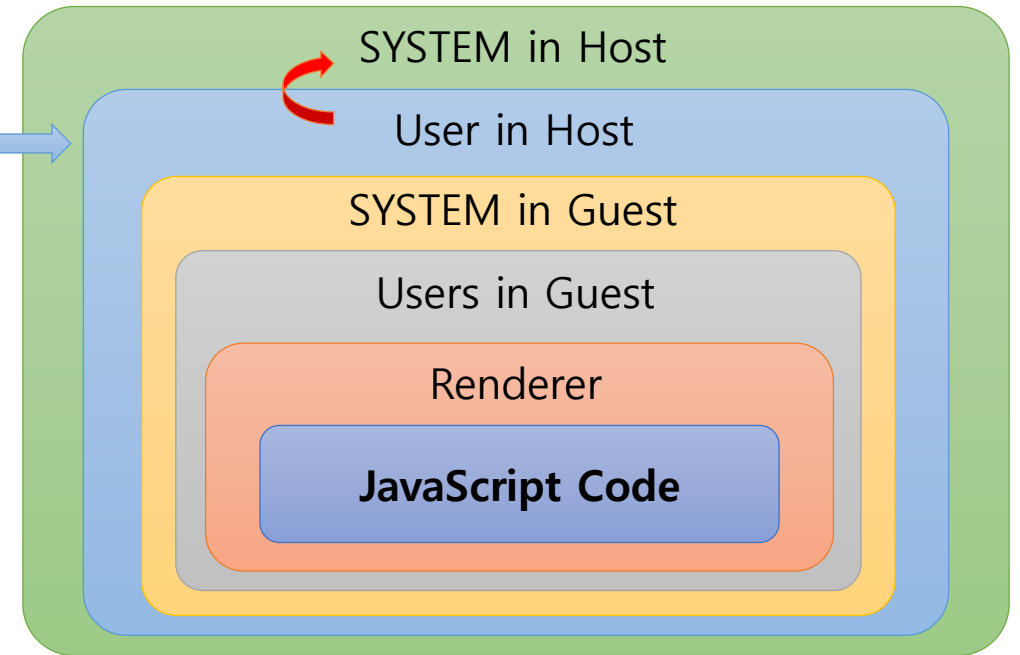 SYSTEM in Host
User in Host
SYSTEM in Guest
Users in Guest
Renderer
JavaScript Code